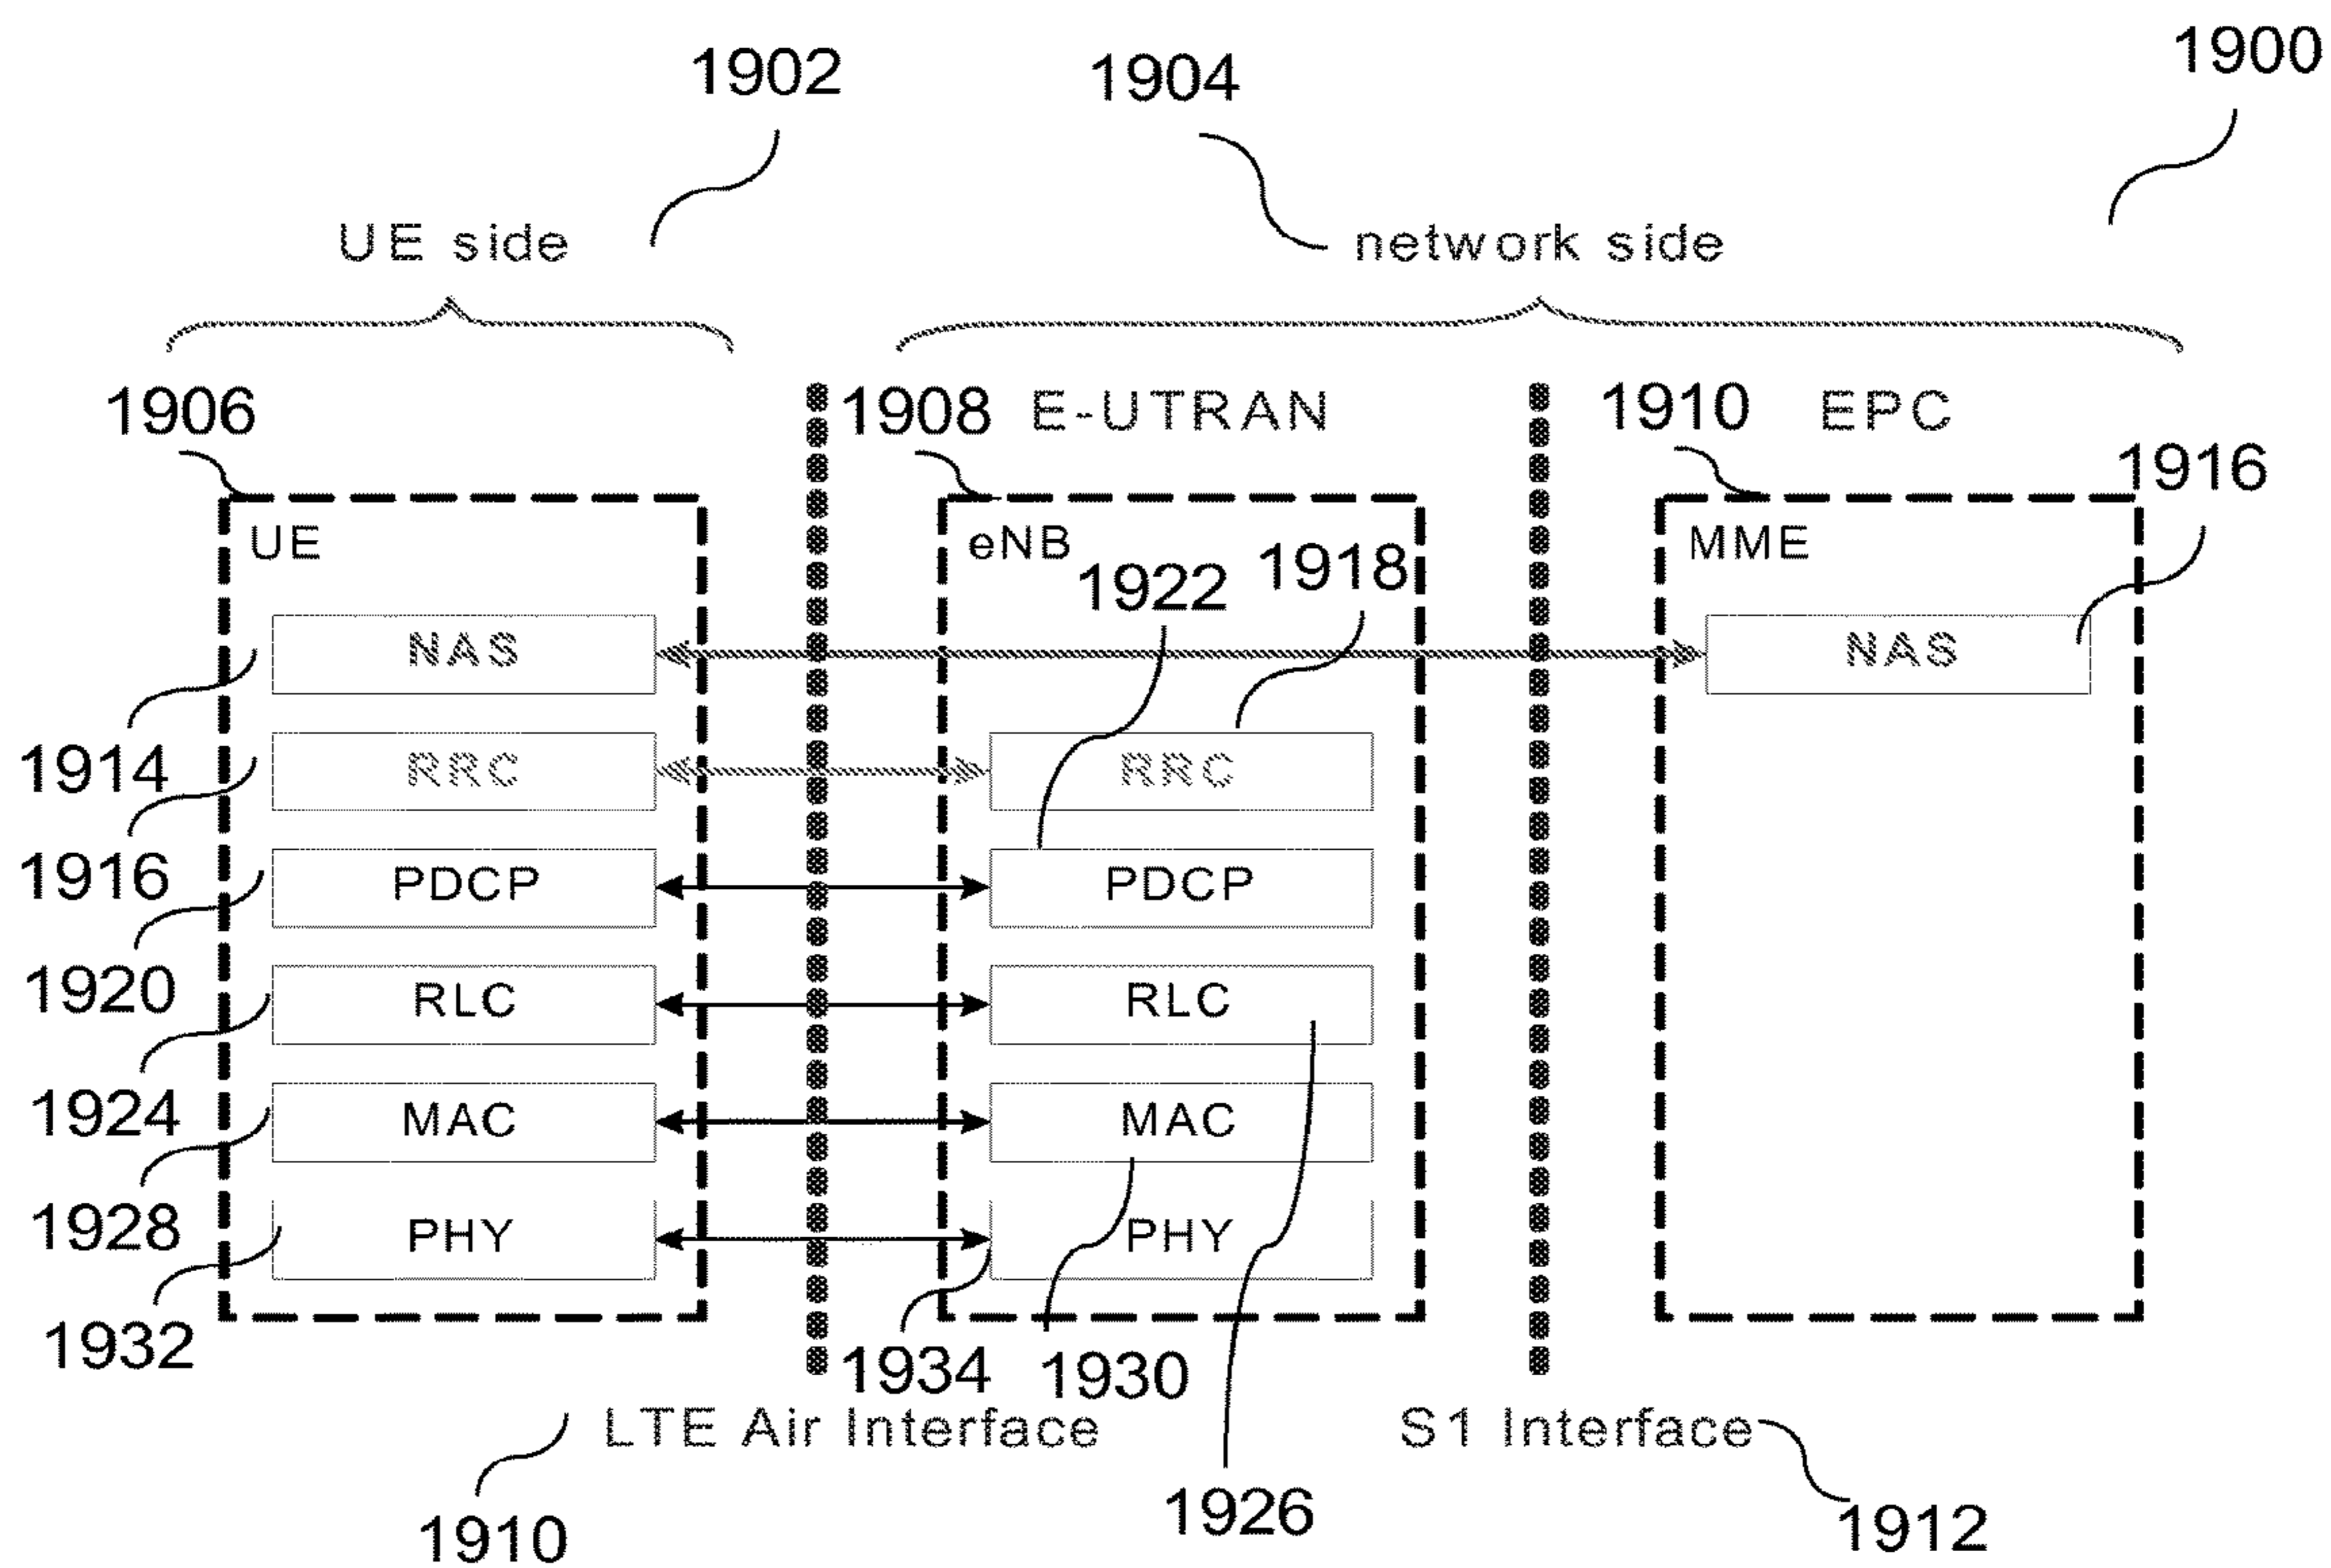 1902 1904 1900
UE side network side
1906 1908 E-UTRAN 1910 EPC
1916
UE eNB MME
1922 1918
NAS NAS
1914 RRC RRC
1916 PDCP PDCP
1920 RLC RLC
1924 MAC MAC
1928 PHY PHY
1932 1934 1930
LTE Air Interface S1 Interface
1910 1926 1912